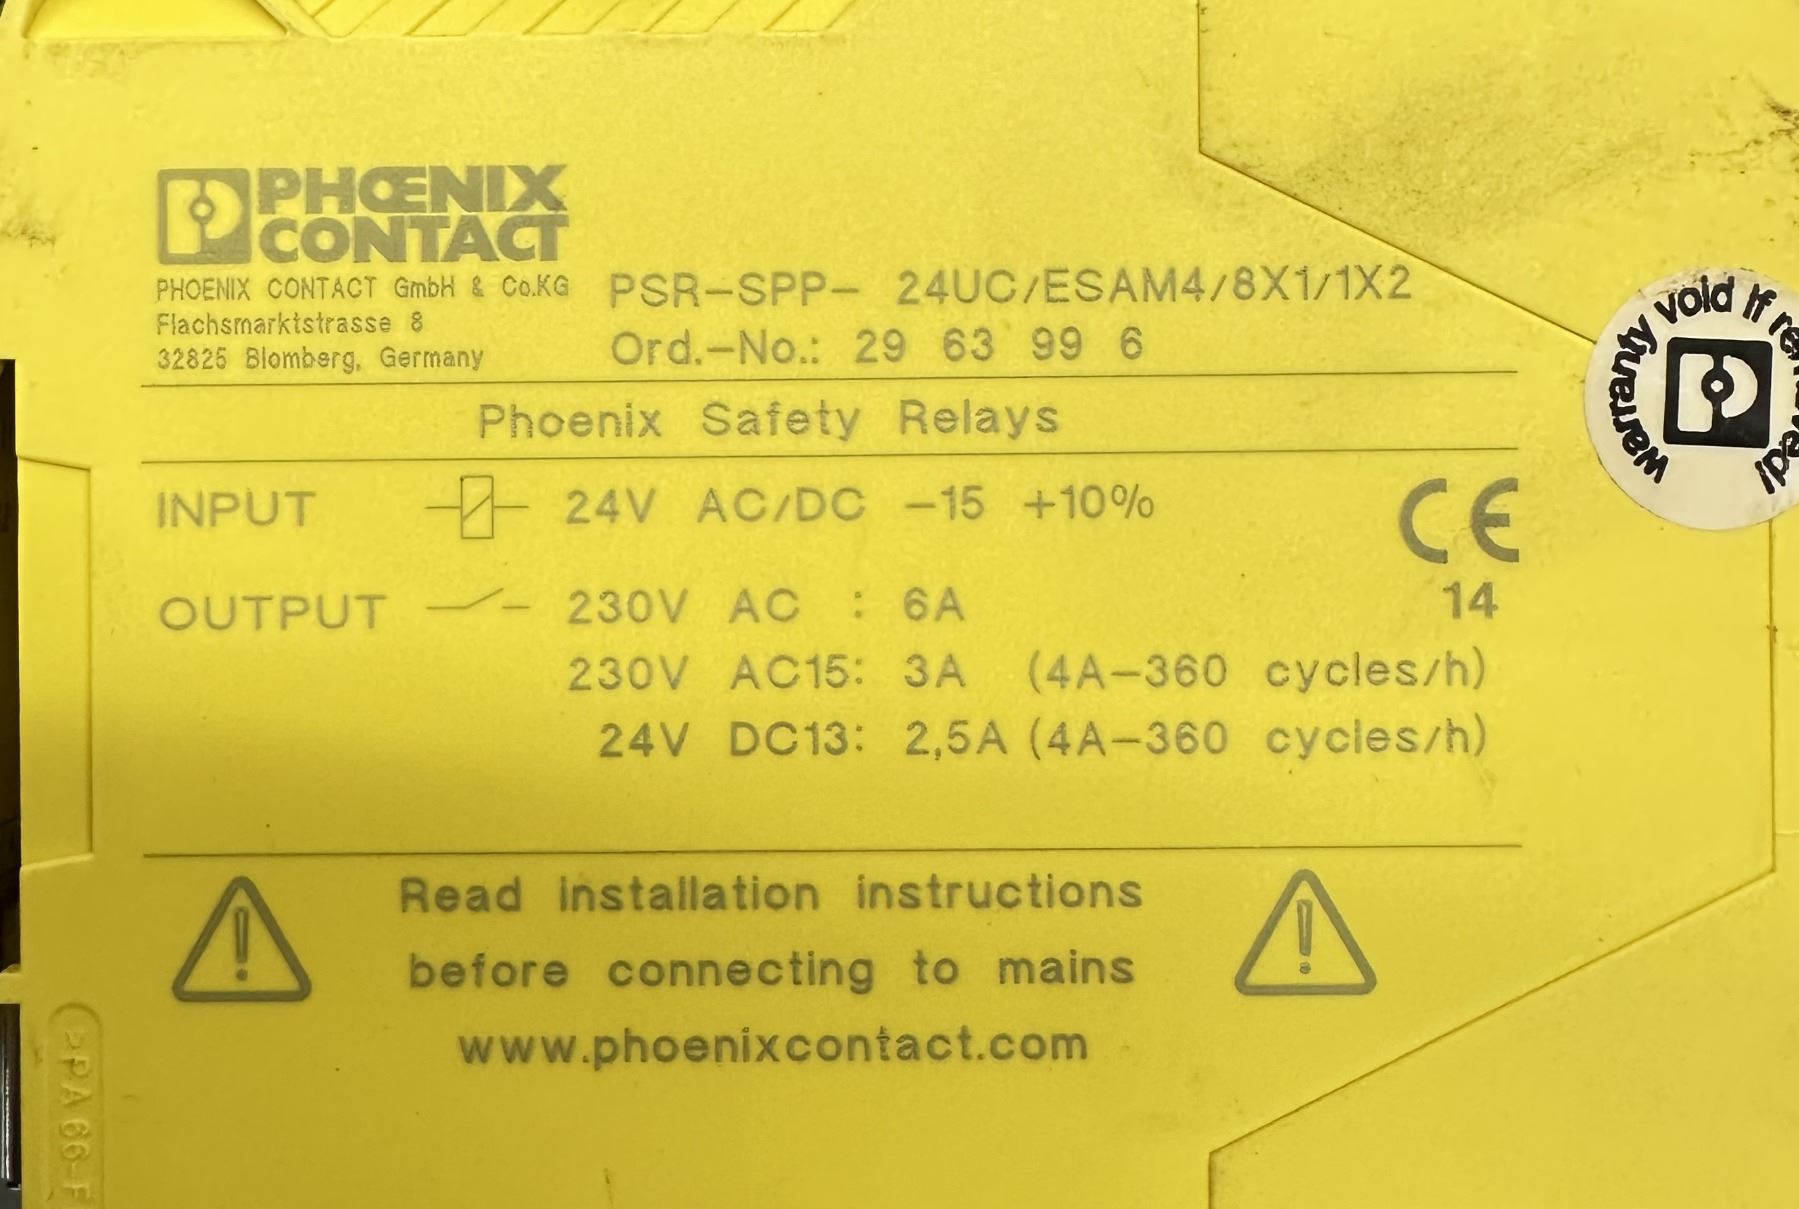 PHŒNIX
CONTACT
PHOENIX CONTACT GmbH & Co.KG
Flachsmarktstrasse 8
32825 Blomberg, Germany
PSR-SPP- 24UC/ESAM4/8X1/1X2
Ord.-No.: 29 63 99 6
Phoenix Safety Relays
INPUT 24V AC/DC -15 +10%
CE
14
OUTPUT 230V AC : 6A
230V AC15: 3A (4A-360 cycles/h)
24V DC13: 2,5A (4A-360 cycles/h)
Read installation instructions
before connecting to mains
www.phoenixcontact.com
warranty void if removed!
>PA66-F